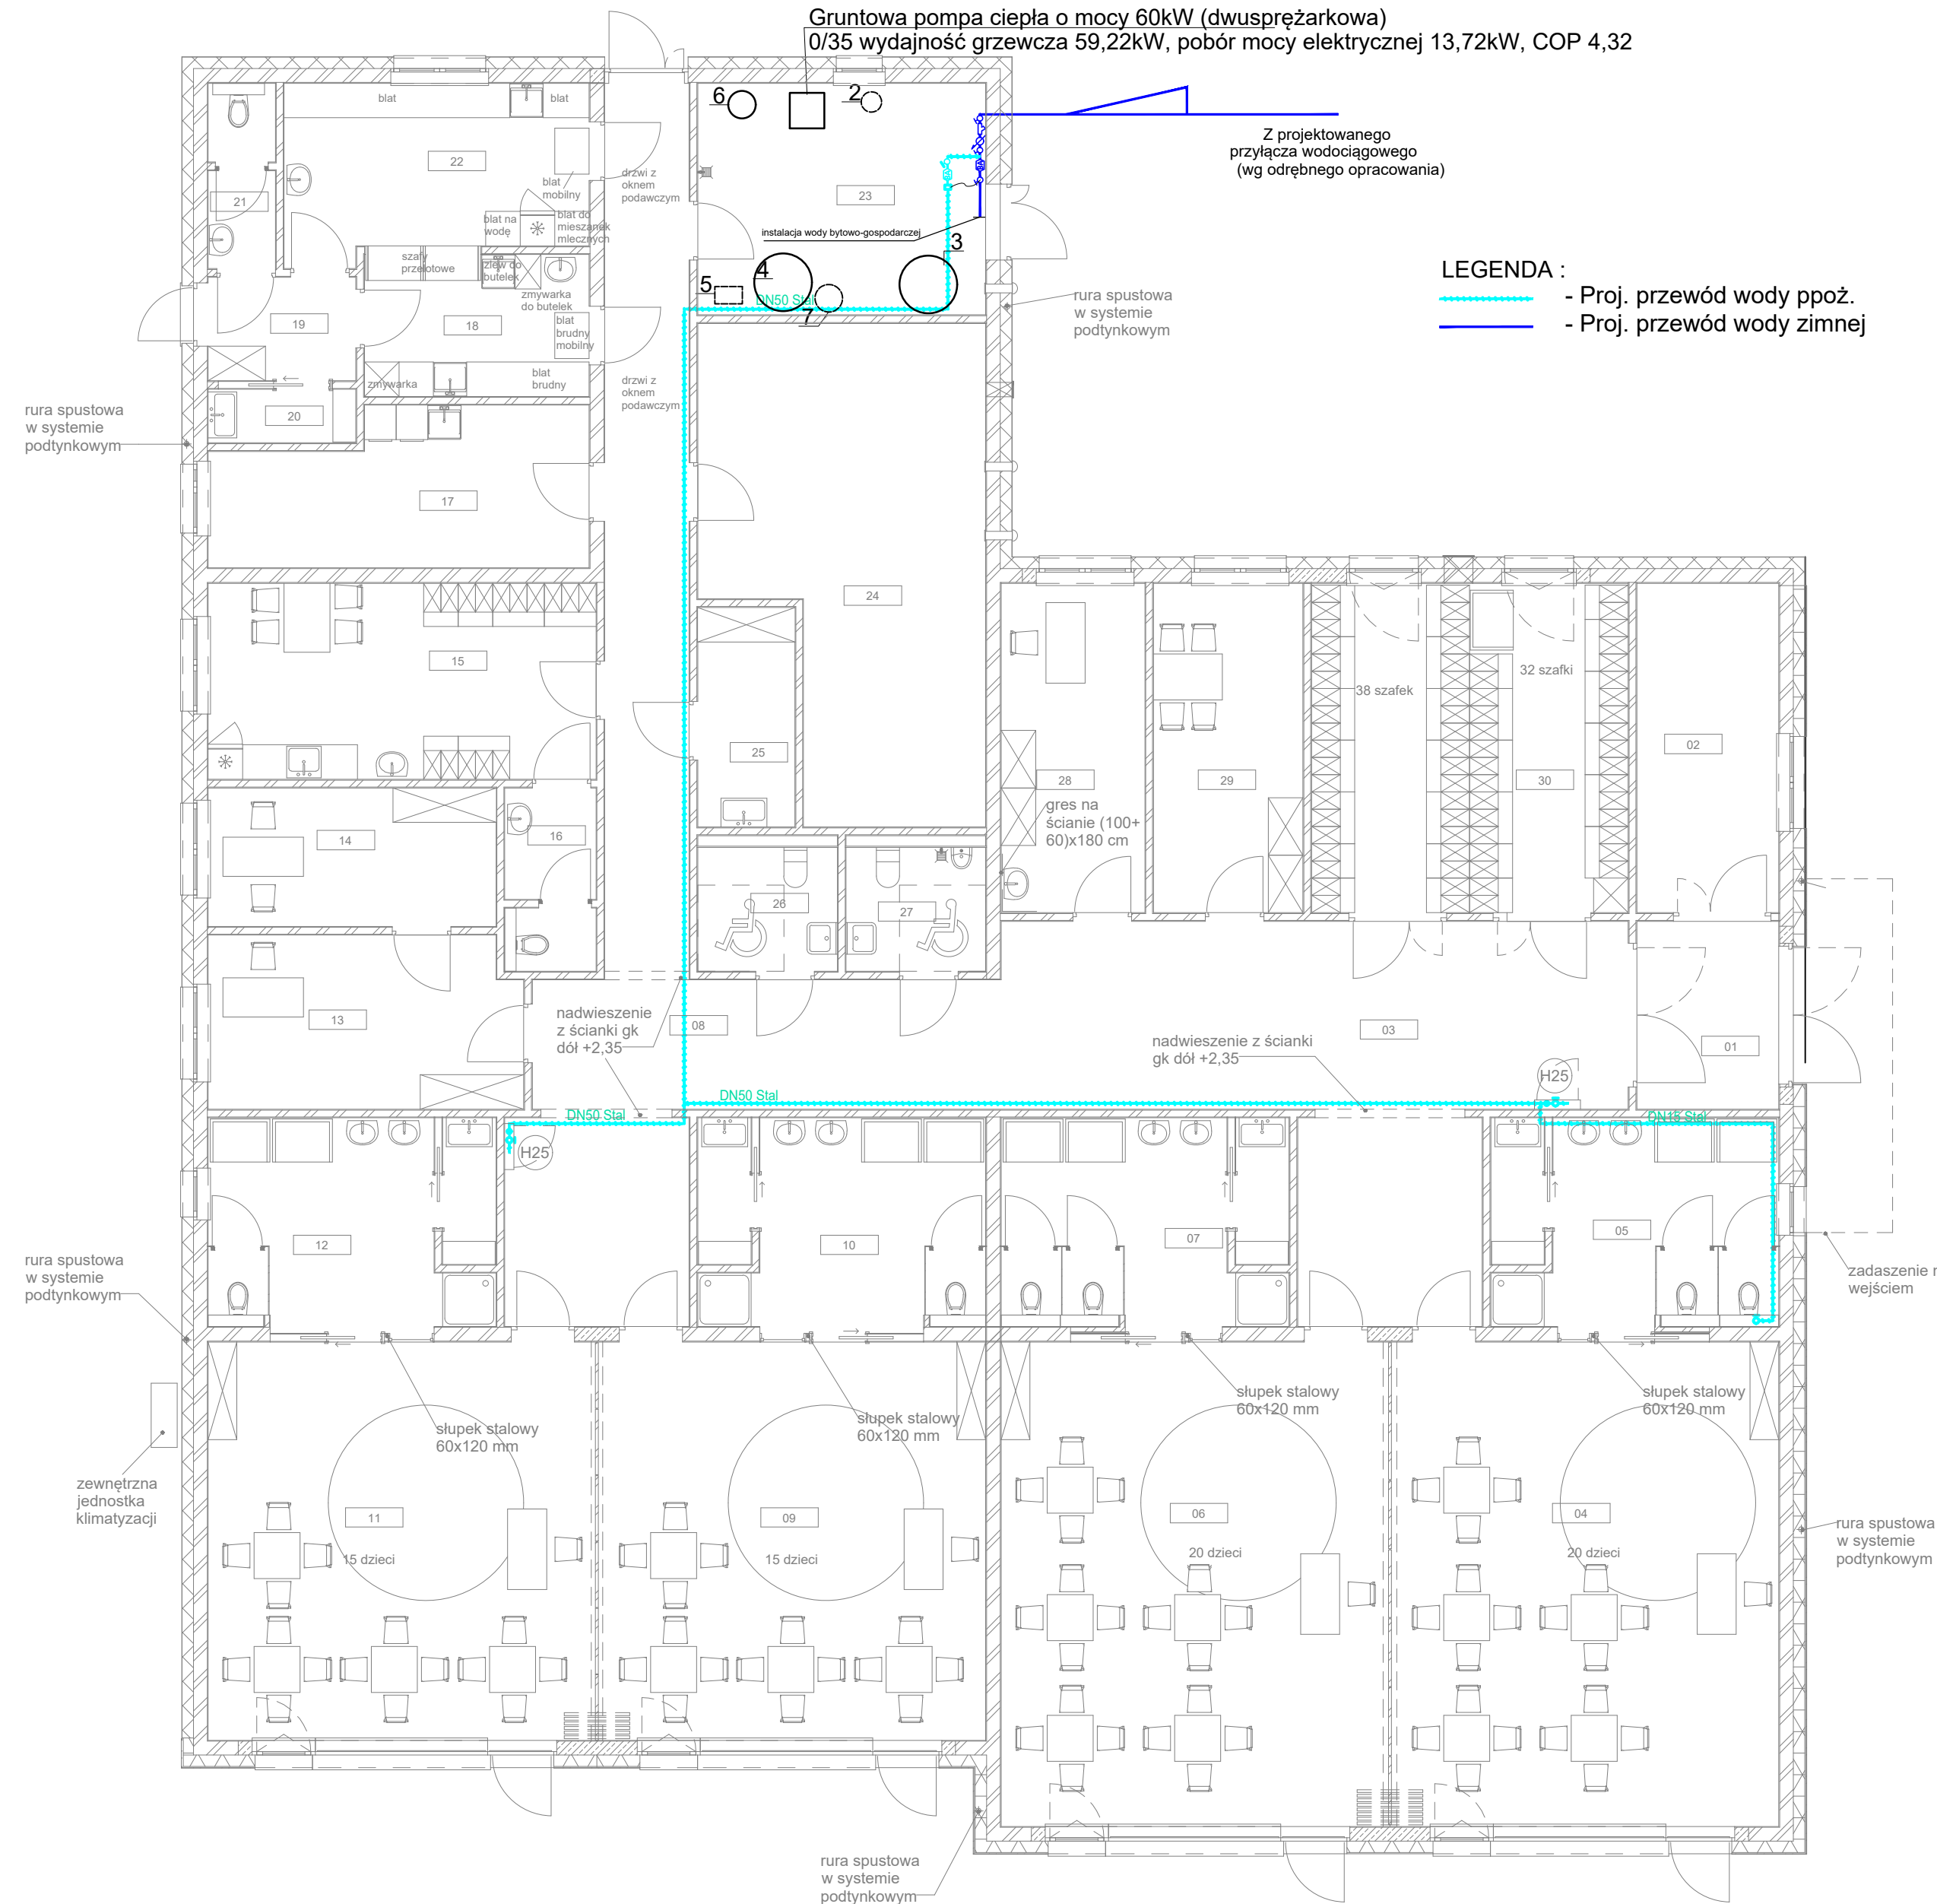 Gruntowa pompa ciepła o mocy 60kW (dwusprężarkowa)
0/35 wydajność grzewcza 59,22kW, pobór mocy elektrycznej 13,72kW, COP 4,32
6
2
blat
blat
22
blat
mobilny
blat na
wodę
blat do
mieszanek
mlecznych
drzwi z
oknem
podawczym
21
23
Z projektowanego
przyłącza wodociągowego
(wg odrębnego opracowania)
instalacja wody bytowo-gospodarczej
3
4
5
7
DN50 Stal
LEGENDA :
- Proj. przewód wody ppoż.
- Proj. przewód wody zimnej
szafy
przelotowe
zlew do
butelek
zmywarka
do butelek
blat
brudny
mobilny
19
18
zmywarka
blat
brudny
drzwi z
oknem
podawczym
20
rura spustowa
w systemie
podtynkowym
rura spustowa
w systemie
podtynkowym
17
24
15
38 szafek
32 szafki
25
28
29
30
02
gres na
ścianie (100+
60)x180 cm
14
16
26
27
13
nadwieszenie
z ścianki gk
dół +2,35
08
nadwieszenie z ścianki
gk dół +2,35
03
01
H25
DN50 Stal
DN50 Stal
DN15 Stal
H25
12
10
07
05
rura spustowa
w systemie
podtynkowym
zadaszenie
wejściem
słupek stalowy
60x120 mm
słupek stalowy
60x120 mm
słupek stalowy
60x120 mm
słupek stalowy
60x120 mm
zewnętrzna
jednostka
klimatyzacji
11
15 dzieci
09
15 dzieci
06
20 dzieci
04
20 dzieci
rura spustowa
w systemie
podtynkowym
rura spustowa
w systemie
podtynkowym